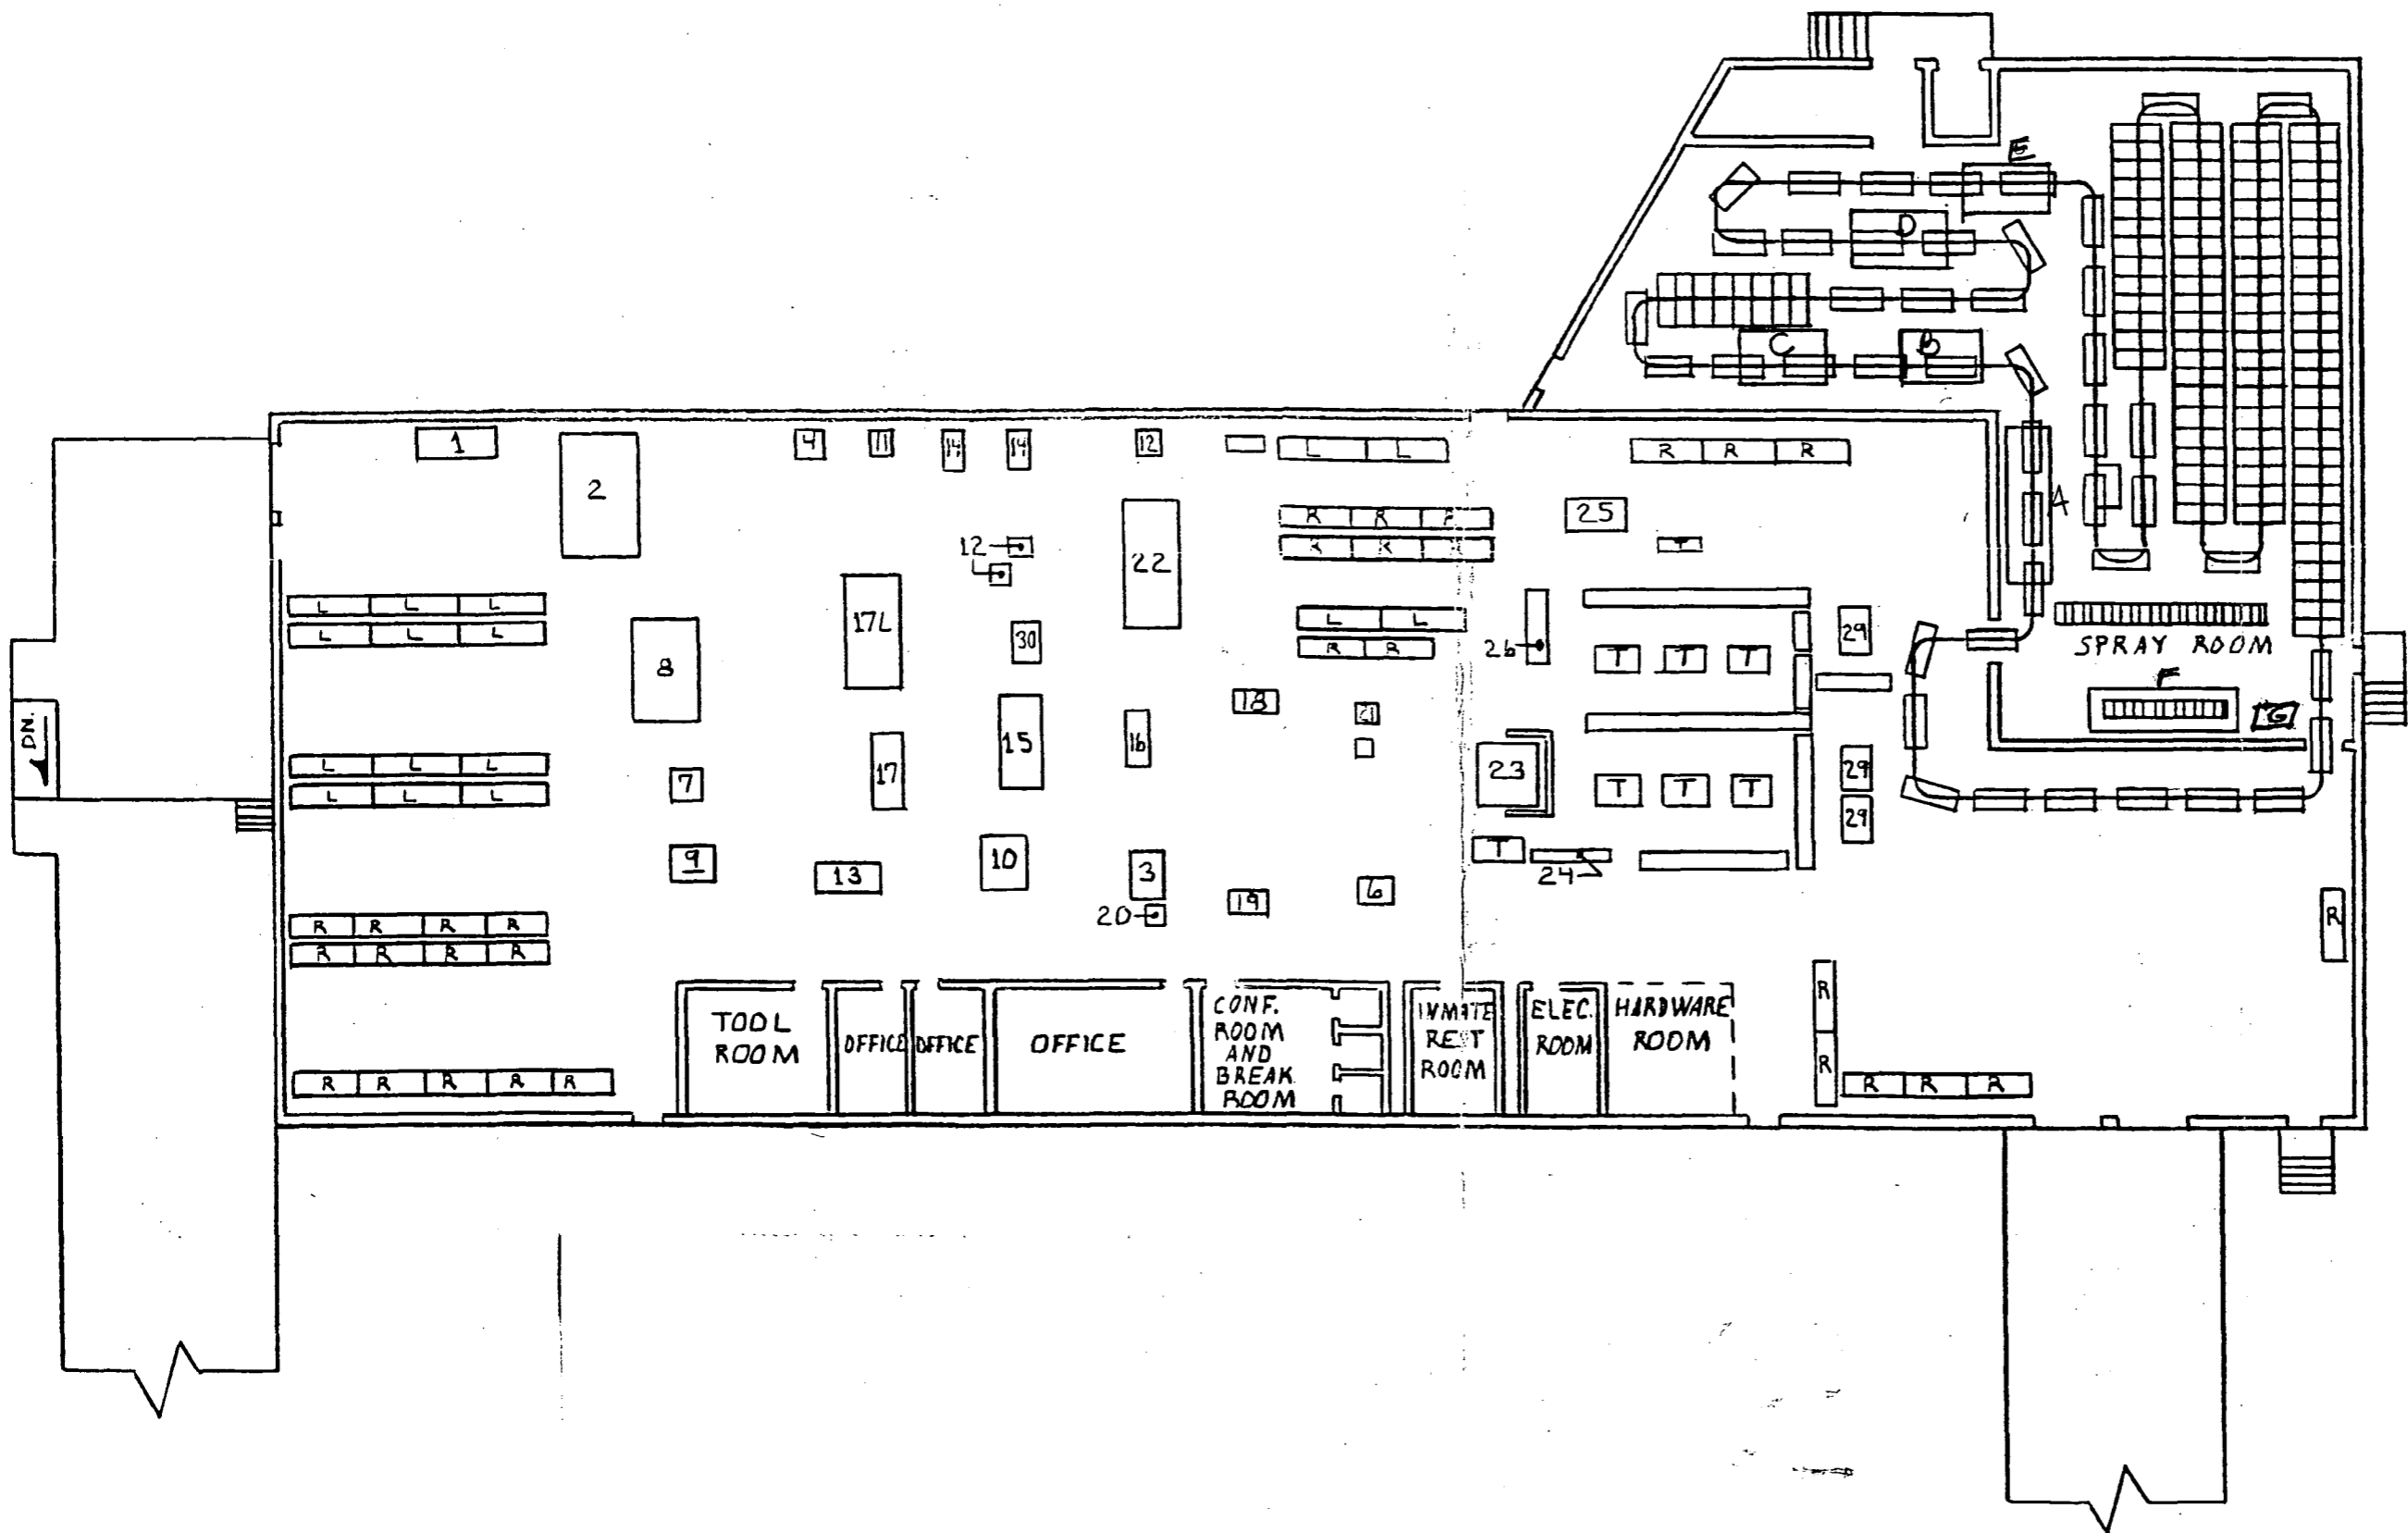 E
D
C
B
A
1
2
4
11
14
14
12
L L
R R R
25
R R R
R R R
T
12
22
L L L
L L L
17L
30
8
L L
R R
26
T T T
29
SPRAY ROOM
F
G
18
21
15
16
DN.
7
17
23
29
L L L
L L L
T T T
29
9
13
10
3
20
19
6
T
24
R R R R
R R R R
R
TOOL
ROOM
OFFICE
OFFICE
OFFICE
CONF.
ROOM
AND
BREAK
ROOM
INMATE
REST
ROOM
ELEC.
ROOM
HARDWARE
ROOM
R
R
R R R R R
R R R